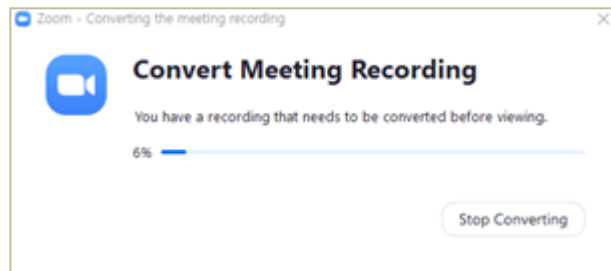 Zoom - Converting the meeting recording
Convert Meeting Recording
You have a recording that needs to be converted before viewing.
6%
Stop Converting